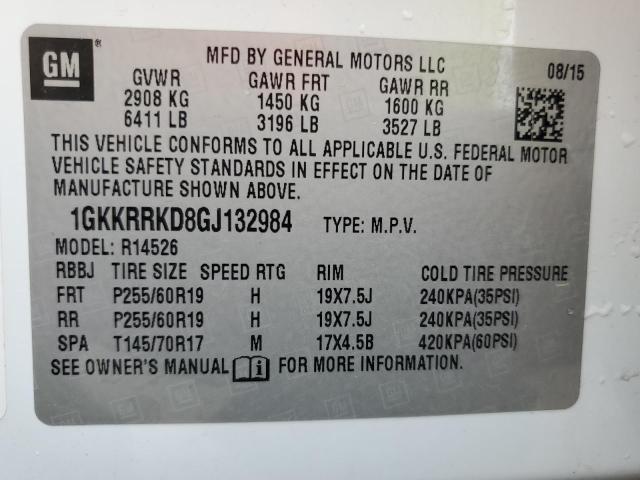 GM ®
MFD BY GENERAL MOTORS LLC 08/15
GVWR GAWR FRT GAWR RR
2908 KG 1450 KG 1600 KG
6411 LB 3196 LB 3527 LB
THIS VEHICLE CONFORMS TO ALL APPLICABLE U.S. FEDERAL MOTOR
VEHICLE SAFETY STANDARDS IN EFFECT ON THE DATE OF
MANUFACTURE SHOWN ABOVE.
1GKKRRKD8GJ132984 TYPE: M.P.V.
MODEL: R14526
RBBJ TIRE SIZE SPEED RTG RIM COLD TIRE PRESSURE
FRT P255/60R19 H 19X7.5J 240KPA(35PSI)
RR P255/60R19 H 19X7.5J 240KPA(35PSI)
SPA T145/70R17 M 17X4.5B 420KPA(60PSI)
SEE OWNER'S MANUAL i FOR MORE INFORMATION.